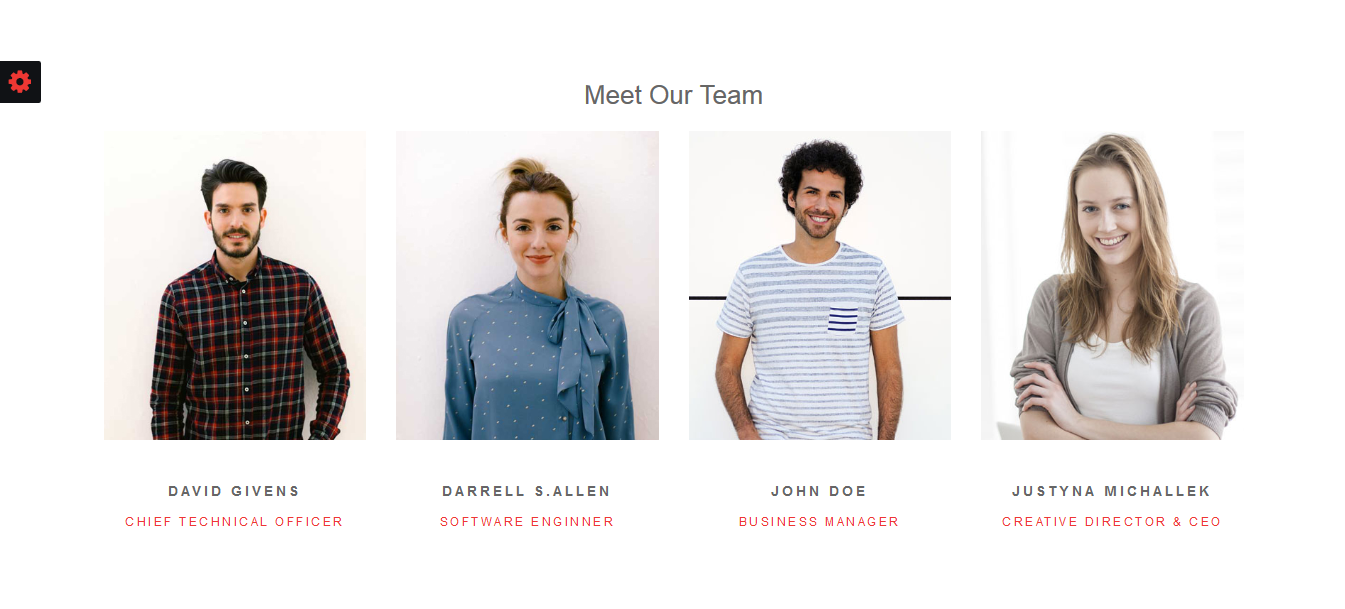 Meet Our Team
DAVID GIVENS
DARRELL S.ALLEN
JOHN DOE
JUSTYNA MICHALLEK
CHIEF TECHNICAL OFFICER
SOFTWARE ENGINNER
BUSINESS MANAGER
CREATIVE DIRECTOR & CEO